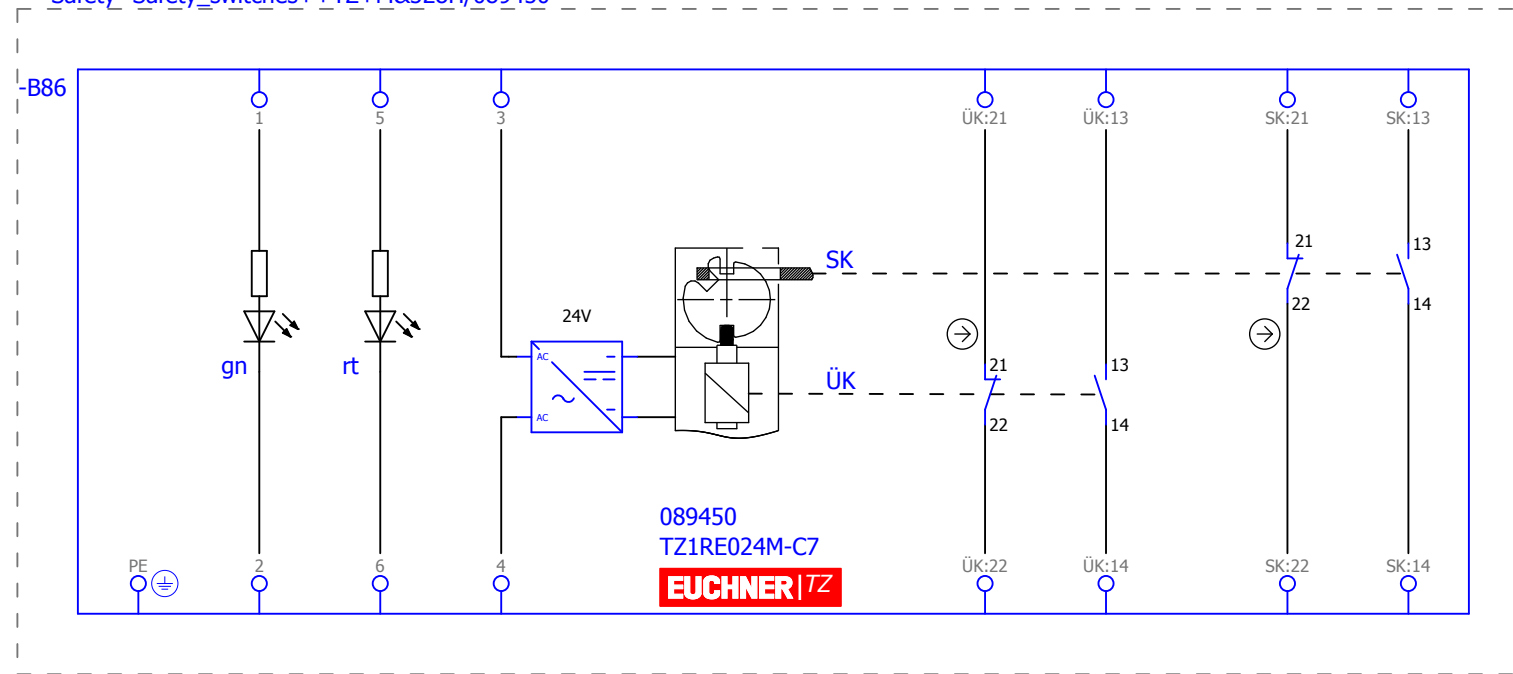 -B86
1
5
3
ÜK:21
ÜK:13
SK:21
SK:13
21
13
SK
22
14
24V
AC
gn
rt
21
13
ÜK
AC
22
14
089450
TZ1RE024M-C7
PE
2
6
4
ÜK:22
ÜK:14
SK:22
SK:14
EUCHNER|TZ